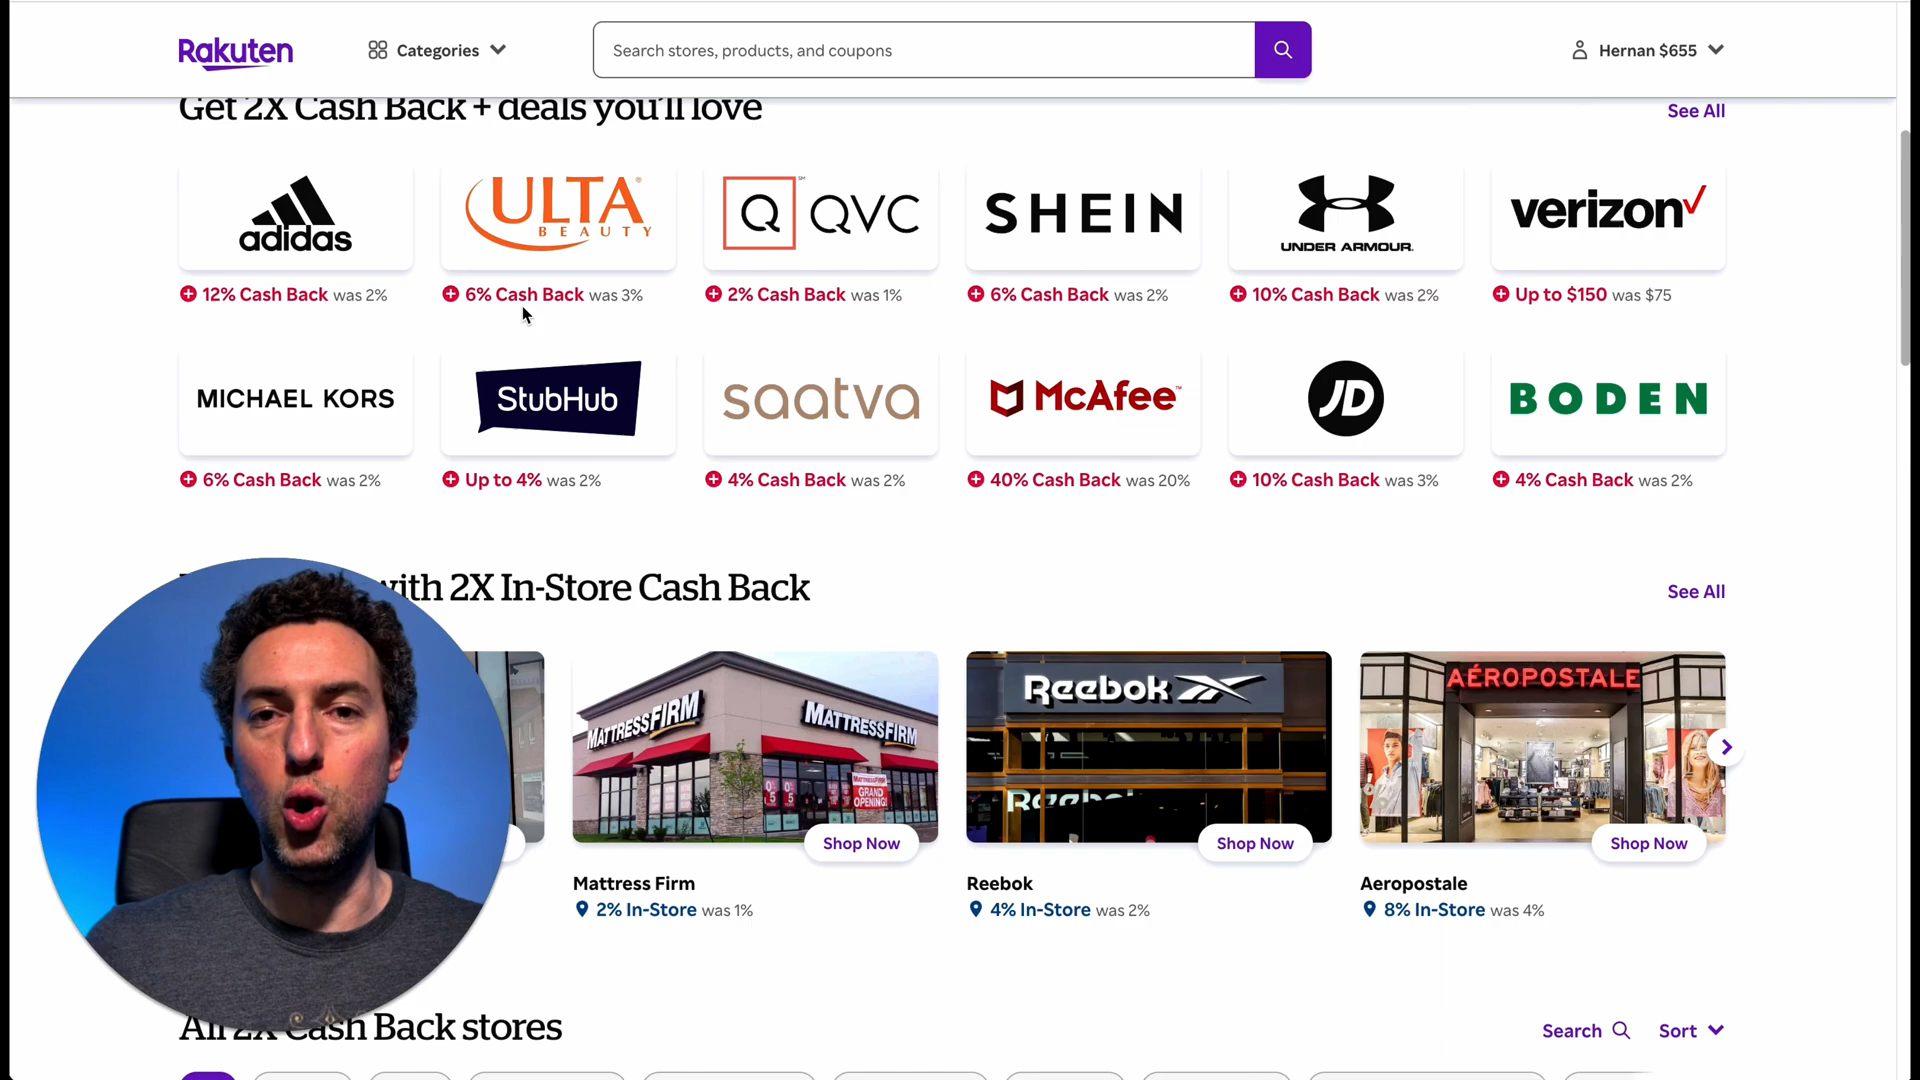 Rakuten
Categories
Search stores, products, and coupons
Hernan $655
Get 2X Cash Back + deals you'll love
See All
adidas
ULTA BEAUTY
Q QVC
SHEIN
UNDER ARMOUR
verizon
12% Cash Back was 2%
6% Cash Back was 3%
2% Cash Back was 1%
6% Cash Back was 2%
10% Cash Back was 2%
Up to $150 was $75
MICHAEL KORS
StubHub
saatva
McAfee™
JD
BODEN
6% Cash Back was 2%
Up to 4% was 2%
4% Cash Back was 2%
40% Cash Back was 20%
10% Cash Back was 3%
4% Cash Back was 2%
with 2X In-Store Cash Back
See All
MATTRESSFIRM
MATTRESSFIRM
GRAND OPENING!
Reebok
AÉROPOSTALE
Shop Now
Shop Now
Shop Now
Mattress Firm
Reebok
Aeropostale
2% In-Store was 1%
4% In-Store was 2%
8% In-Store was 4%
All 2X Cash Back stores
Search
Sort